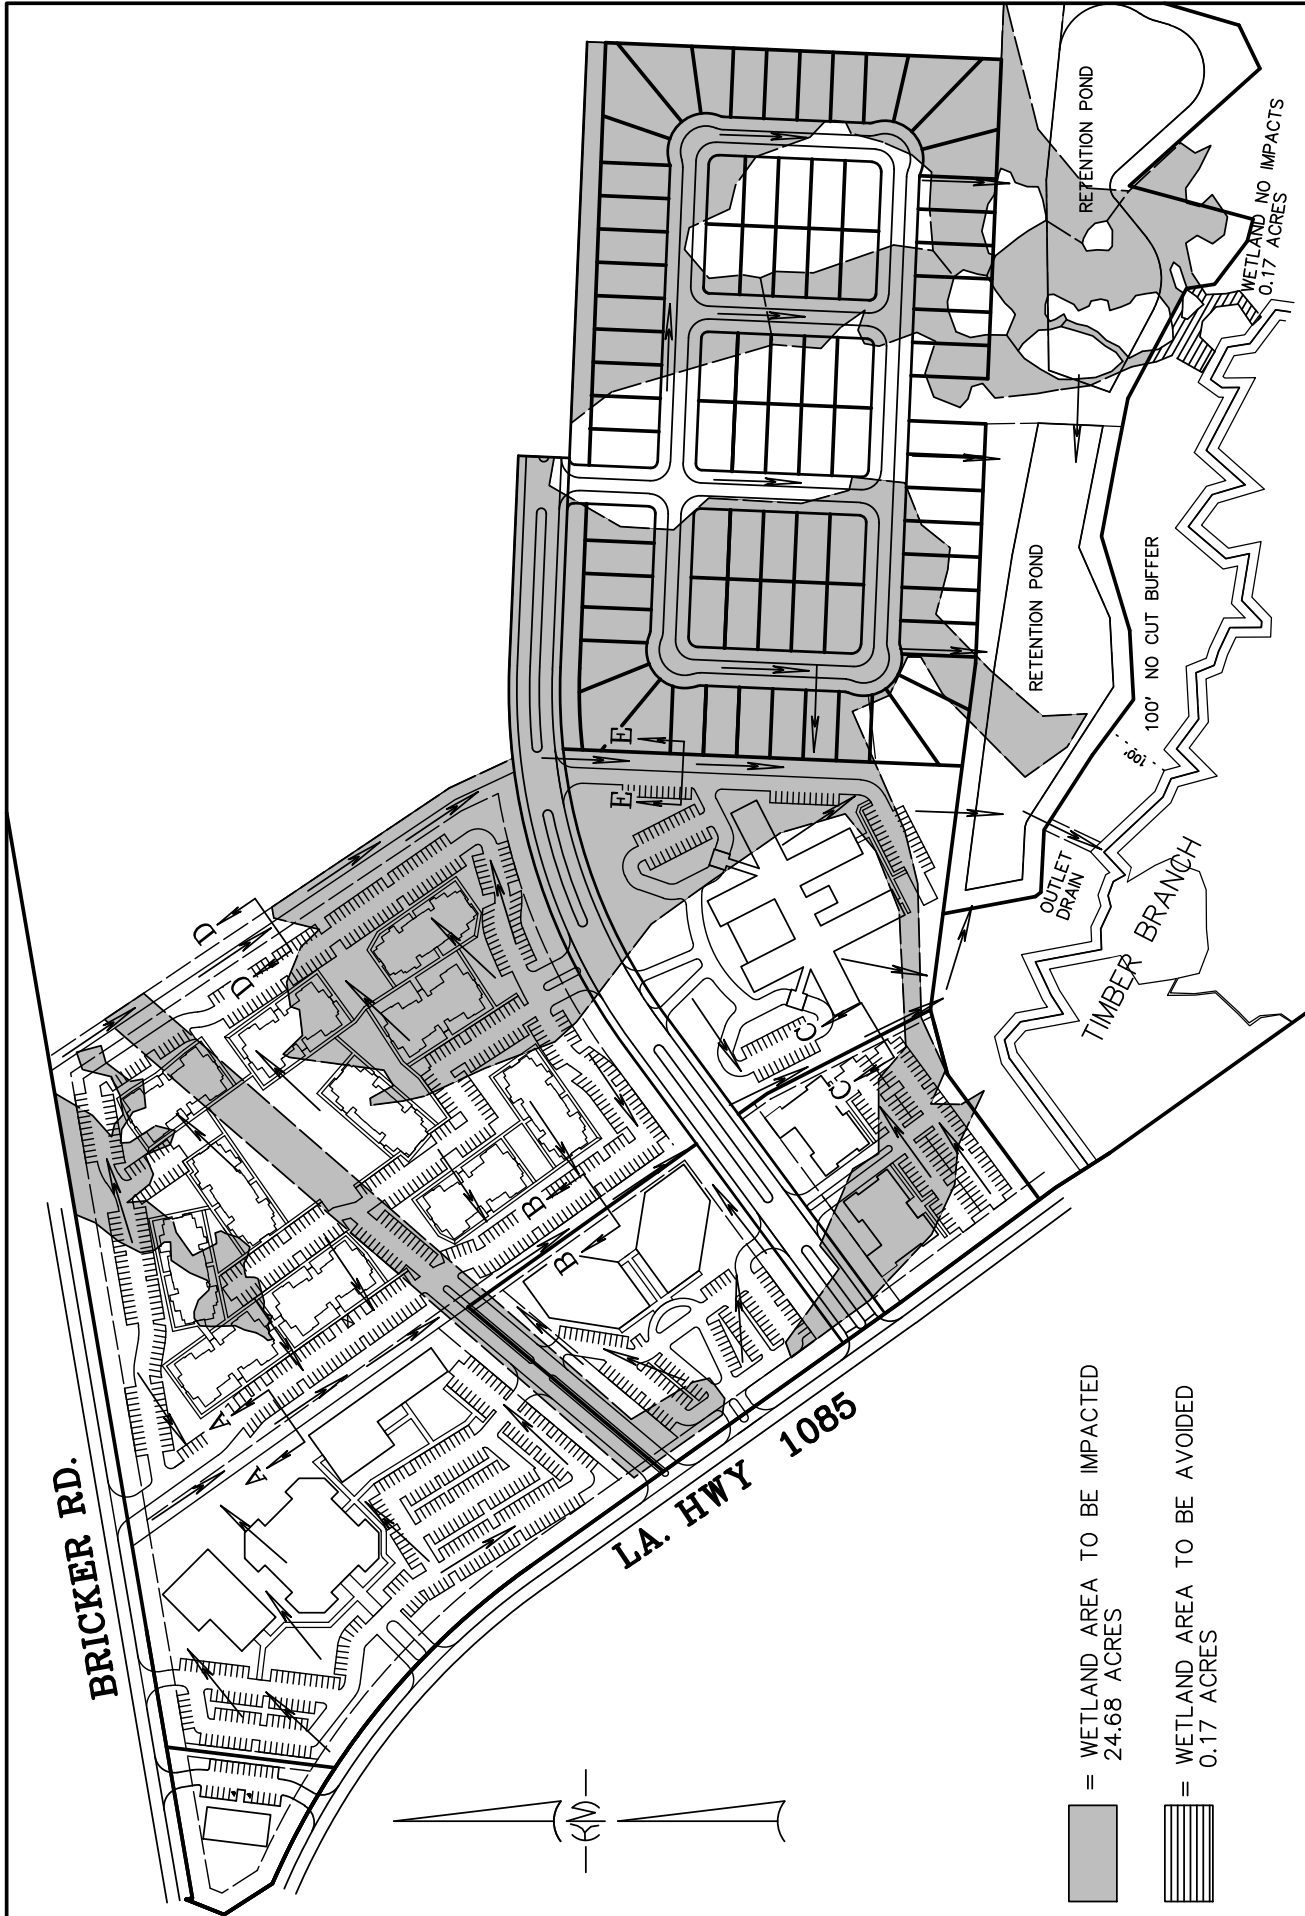 BRICKER RD.
LA. HWY 1085
D
D
A
A
B
B
C
C
E
E
N
RETENTION POND
RETENTION POND
WETLAND NO IMPACTS
0.17 ACRES
100' NO CUT BUFFER
100'
OUTLET
DRAIN
TIMBER BRANCH
= WETLAND AREA TO BE IMPACTED
24.68 ACRES
= WETLAND AREA TO BE AVOIDED
0.17 ACRES